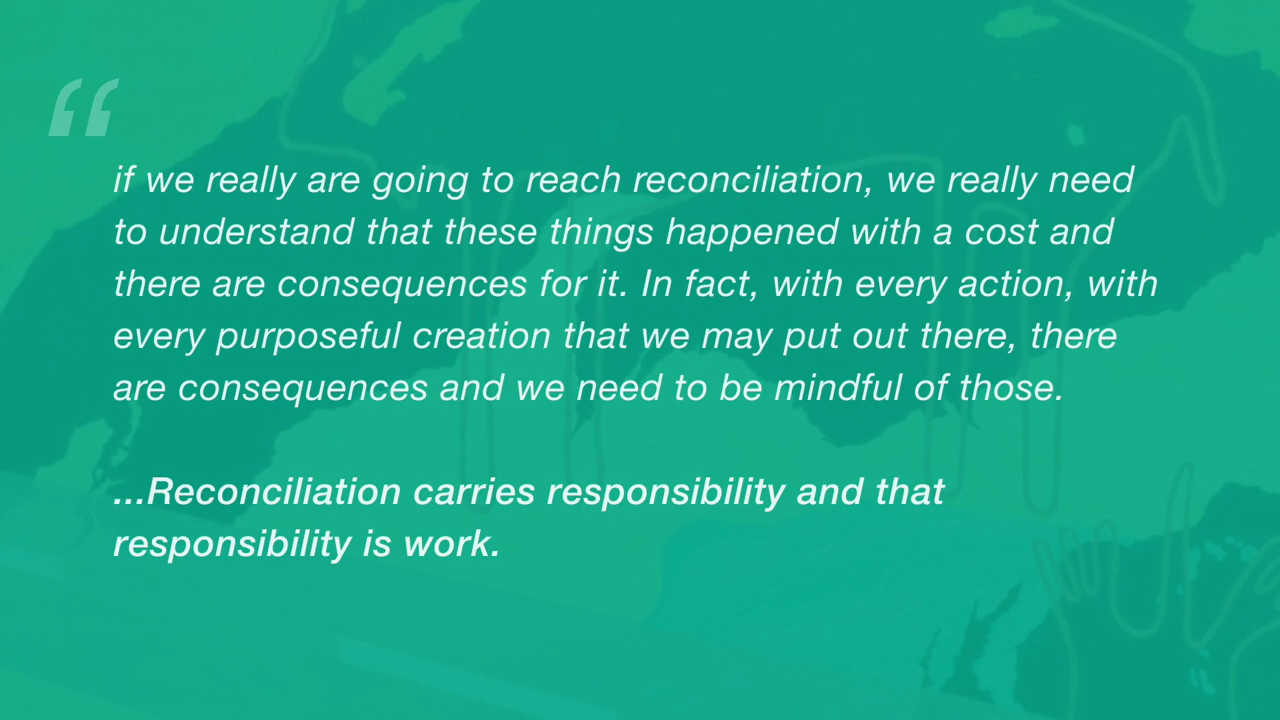 “
if we really are going to reach reconciliation, we really need
to understand that these things happened with a cost and
there are consequences for it. In fact, with every action, with
every purposeful creation that we may put out there, there
are consequences and we need to be mindful of those.
...Reconciliation carries responsibility and that
responsibility is work.